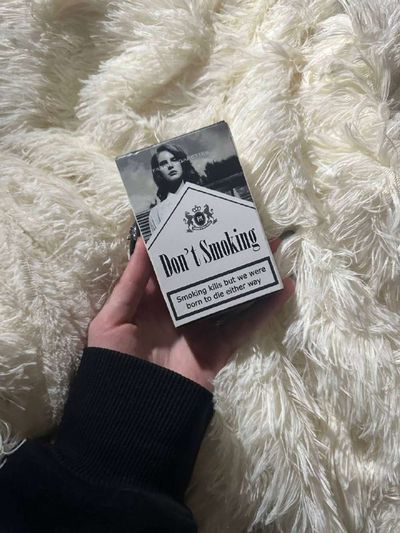 Don't Smoking
Smoking kills but we were
born to die either way